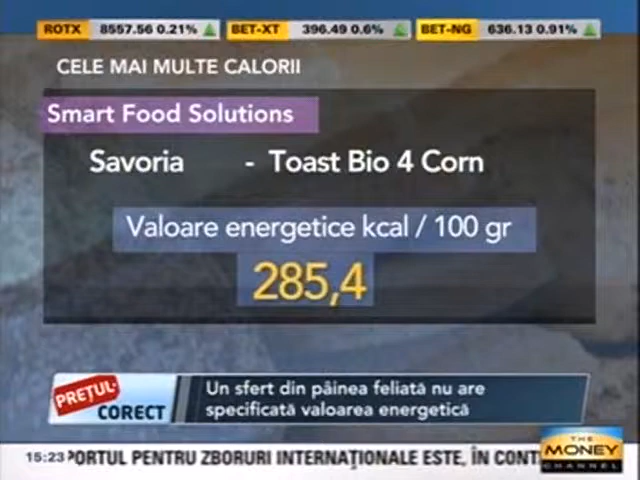 ROTX 8557.56 0.21% BET-XT 396.49 0.6% BET-NG 636.13 0.91%
CELE MAI MULTE CALORII
Smart Food Solutions
Savoria - Toast Bio 4 Corn
Valoare energetice kcal / 100 gr
285,4
PREȚUL CORECT
Un sfert din pâinea feliată nu are
specificată valoarea energetică
15:23 PORTUL PENTRU ZBORURI INTERNAȚIONALE ESTE, ÎN CONT
THE
MONEY
CHANNEL